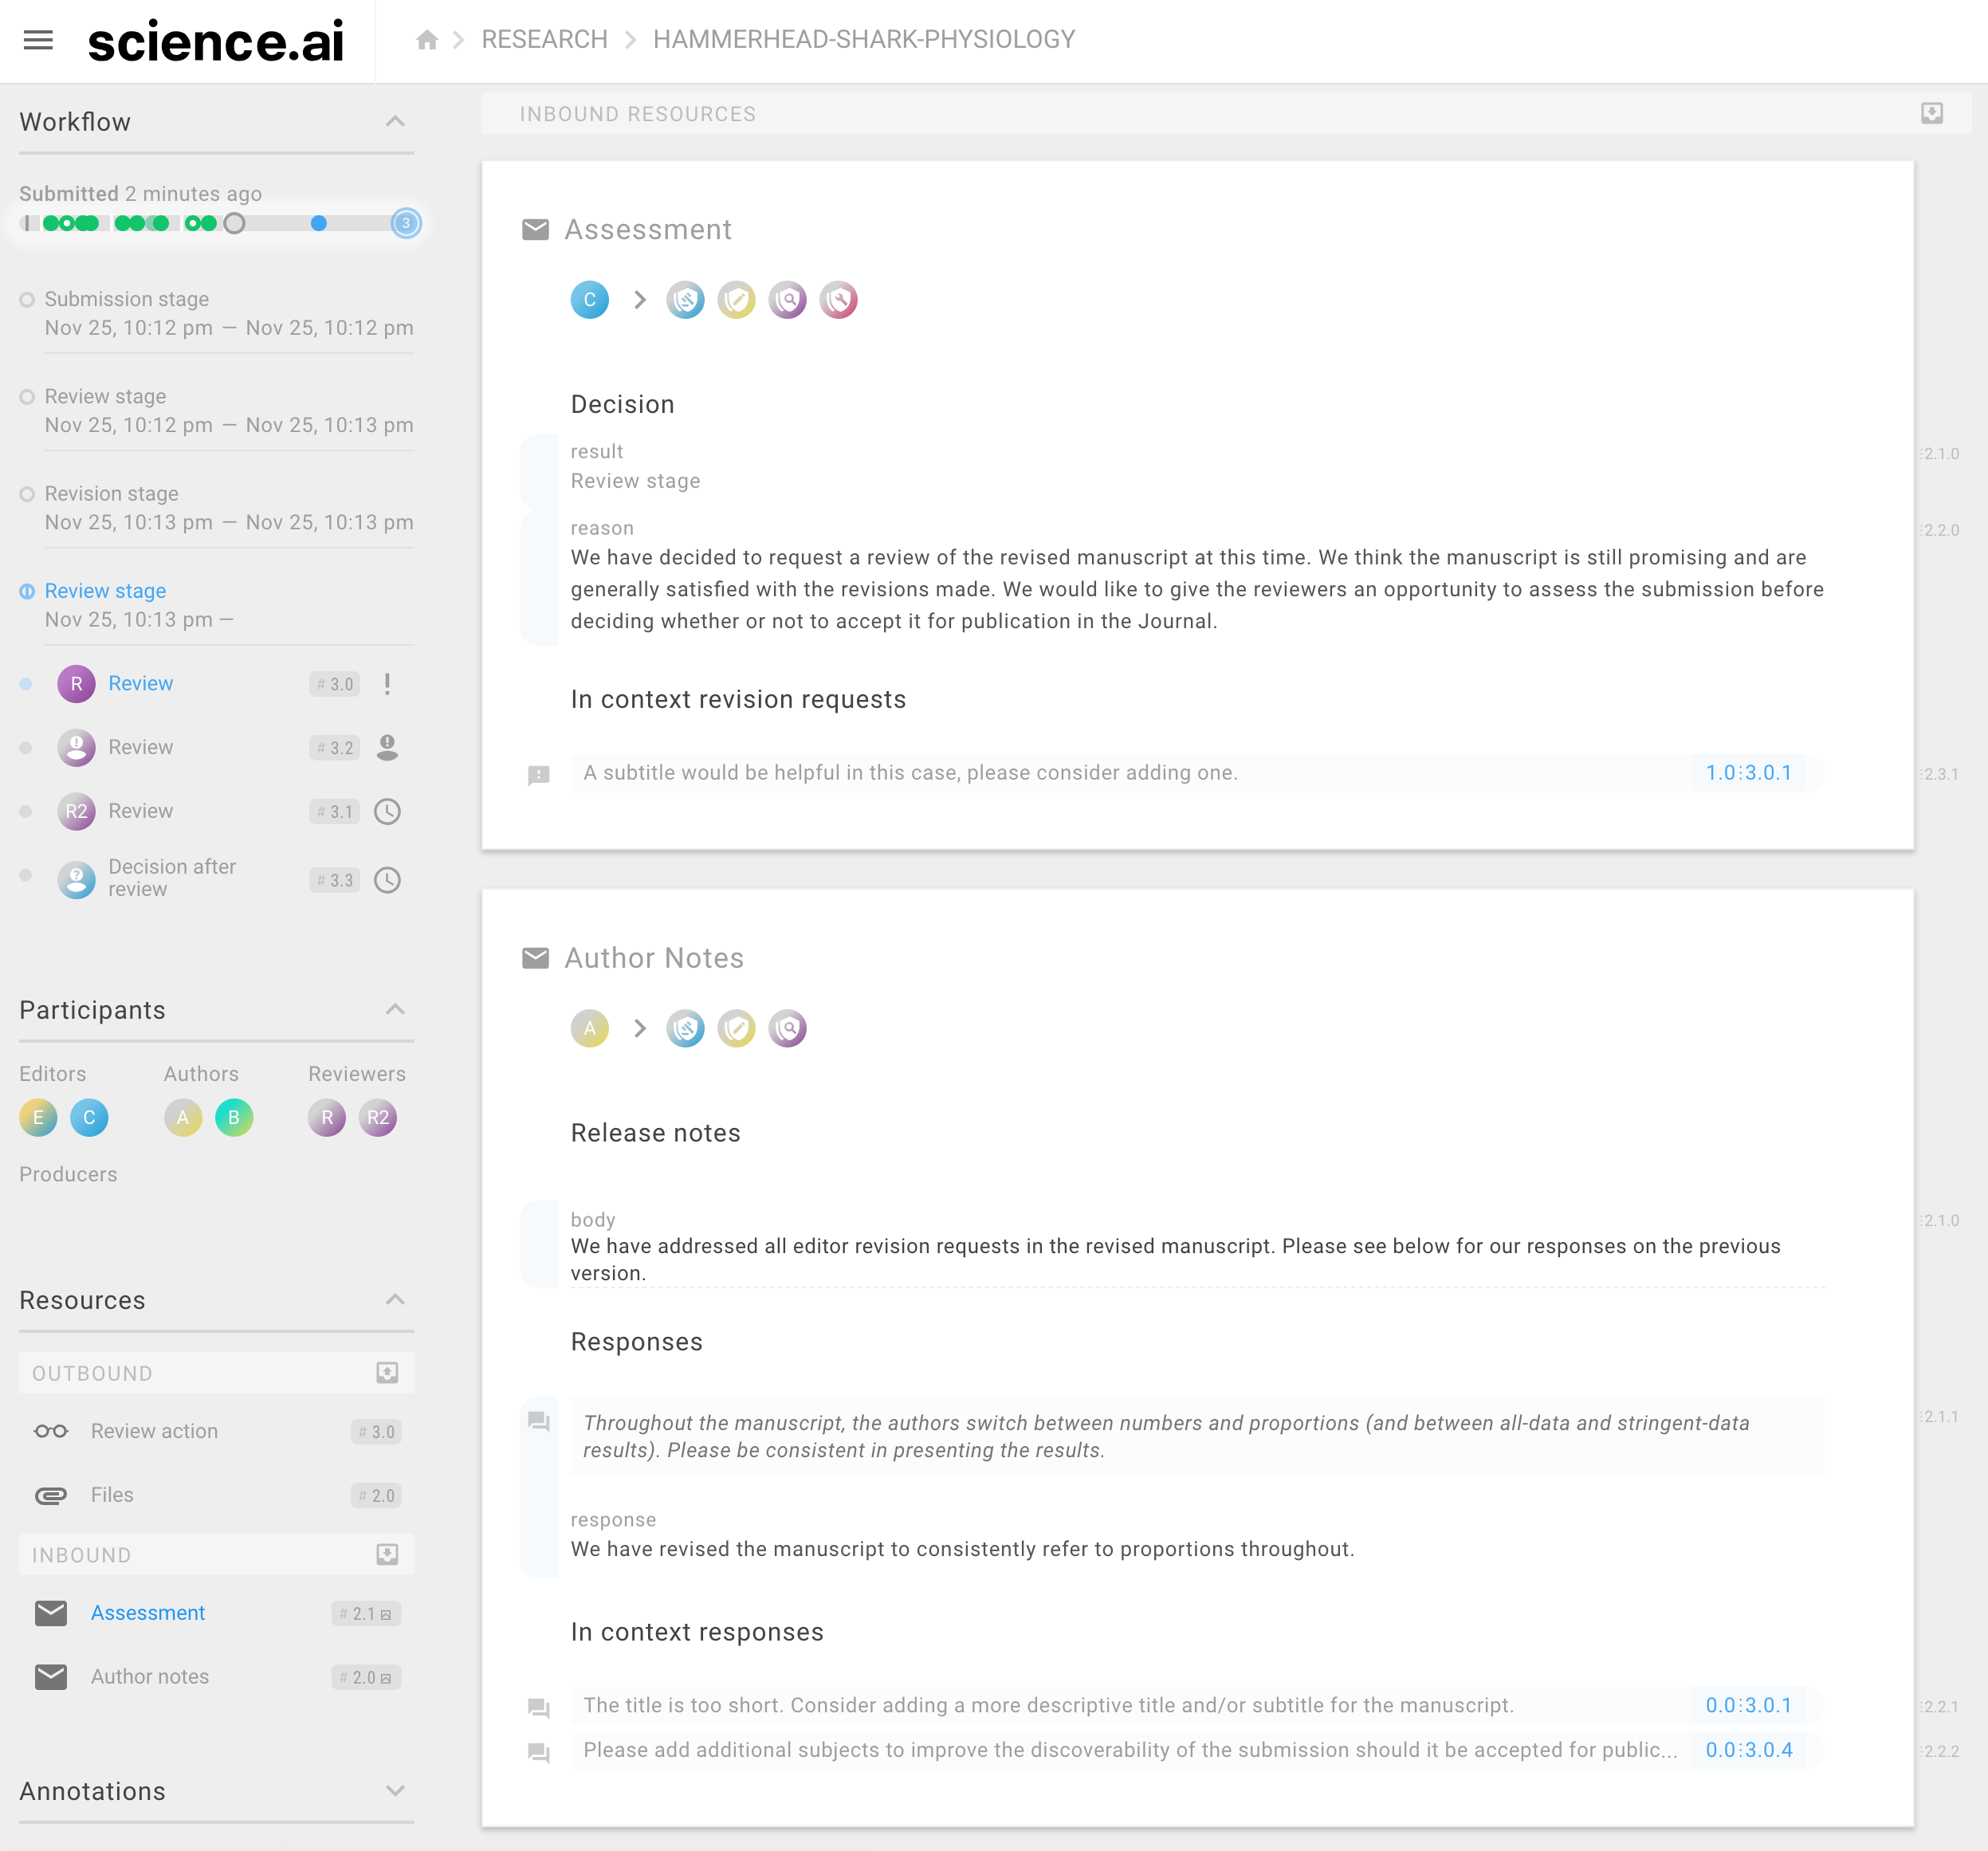 science.ai
RESEARCH
HAMMERHEAD-SHARK-PHYSIOLOGY
Workflow
Submitted 2 minutes ago
3
Submission stage
Nov 25, 10:12 pm — Nov 25, 10:12 pm
Review stage
Nov 25, 10:12 pm — Nov 25, 10:13 pm
Revision stage
Nov 25, 10:13 pm — Nov 25, 10:13 pm
Review stage
Nov 25, 10:13 pm —
R Review # 3.0
Review # 3.2
R2 Review # 3.1
Decision after
review # 3.3
Participants
Editors Authors Reviewers
E C A B R R2
Producers
Resources
OUTBOUND
Review action # 3.0
Files # 2.0
INBOUND
Assessment # 2.1
Author notes # 2.0
Annotations
INBOUND RESOURCES
Assessment
C
Decision
result
:2.1.0
Review stage
reason
:2.2.0
We have decided to request a review of the revised manuscript at this time. We think the manuscript is still promising and are
generally satisfied with the revisions made. We would like to give the reviewers an opportunity to assess the submission before
deciding whether or not to accept it for publication in the Journal.
In context revision requests
A subtitle would be helpful in this case, please consider adding one. 1.0:3.0.1 :2.3.1
Author Notes
A
Release notes
body
:2.1.0
We have addressed all editor revision requests in the revised manuscript. Please see below for our responses on the previous
version.
Responses
Throughout the manuscript, the authors switch between numbers and proportions (and between all-data and stringent-data :2.1.1
results). Please be consistent in presenting the results.
response
We have revised the manuscript to consistently refer to proportions throughout.
In context responses
The title is too short. Consider adding a more descriptive title and/or subtitle for the manuscript. 0.0:3.0.1 :2.2.1
Please add additional subjects to improve the discoverability of the submission should it be accepted for public... 0.0:3.0.4 :2.2.2